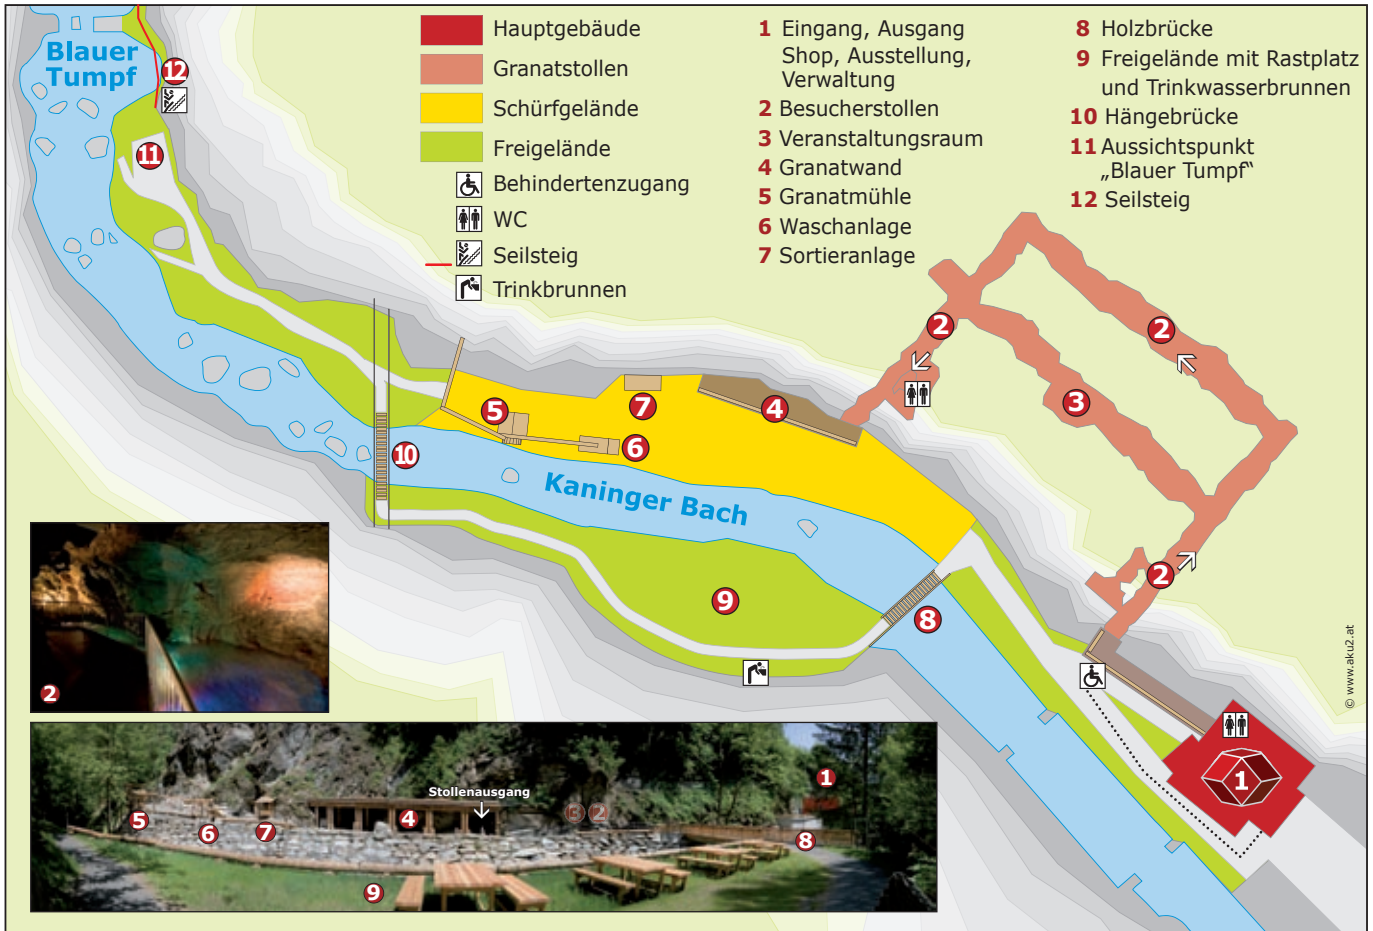 Blauer
Tumpf
12
11
Hauptgebäude
Granatstollen
Schürfgelände
Freigelände
Behindertenzugang
WC
Seilsteig
Trinkbrunnen
1 Eingang, Ausgang
Shop, Ausstellung,
Verwaltung
2 Besucherstollen
3 Veranstaltungsraum
4 Granatwand
5 Granatmühle
6 Waschanlage
7 Sortieranlage
8 Holzbrücke
9 Freigelände mit Rastplatz
und Trinkwasserbrunnen
10 Hängebrücke
11 Aussichtspunkt
„Blauer Tumpf“
12 Seilsteig
2
2
3
7
4
5
6
10
Kaninger Bach
2
9
8
© www.aku2.at
2
1
Stollenausgang
1
5
6
7
4
3
2
8
9